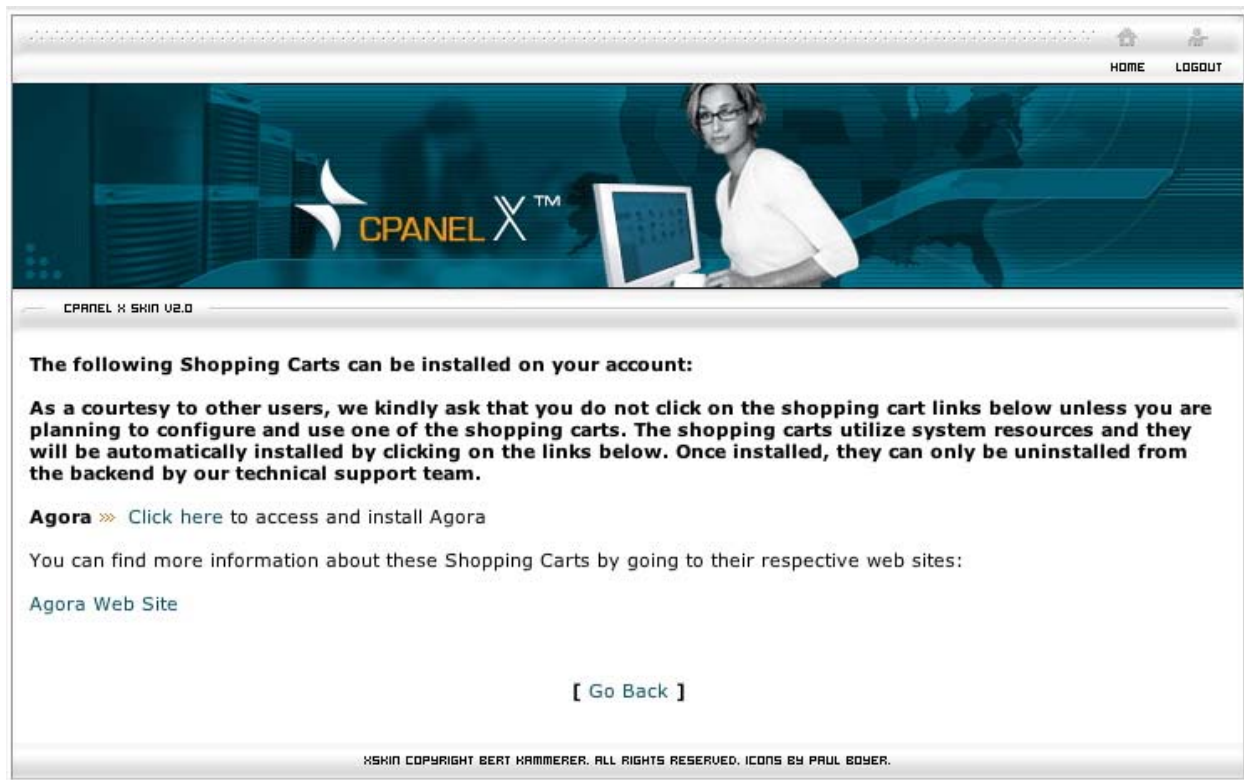 HOME LOGOUT
CPANEL X ™
CPANEL X SKIN V2.0
The following Shopping Carts can be installed on your account:
As a courtesy to other users, we kindly ask that you do not click on the shopping cart links below unless you are
planning to configure and use one of the shopping carts. The shopping carts utilize system resources and they
will be automatically installed by clicking on the links below. Once installed, they can only be uninstalled from
the backend by our technical support team.
Agora »» Click here to access and install Agora
You can find more information about these Shopping Carts by going to their respective web sites:
Agora Web Site
[ Go Back ]
XSKIN COPYRIGHT BERT KAMMERER. ALL RIGHTS RESERVED. ICONS BY PAUL BOYER.